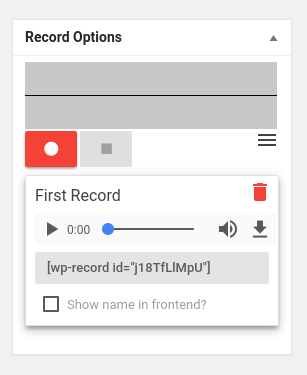 Record Options
First Record
0:00
[wp-record id="j18TfLlMpU"]
Show name in frontend?